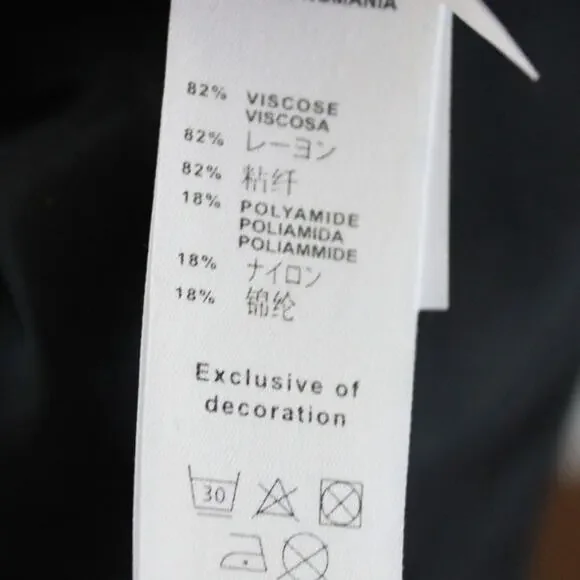 ROMANIA
82% VISCOSE
VISCOSA
82% レーヨン
82% 粘纤
18% POLYAMIDE
POLIAMIDA
POLIAMMIDE
18% ナイロン
18% 锦纶
Exclusive of
decoration
30